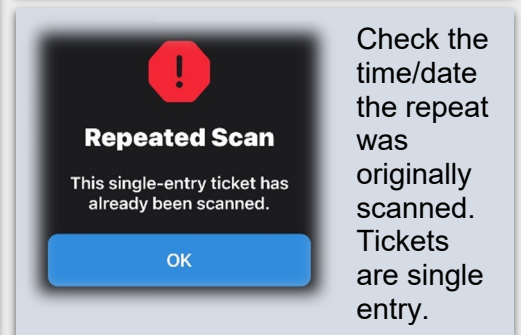 !
Repeated Scan
This single-entry ticket has
already been scanned.
OK
Check the
time/date
the repeat
was
originally
scanned.
Tickets
are single
entry.